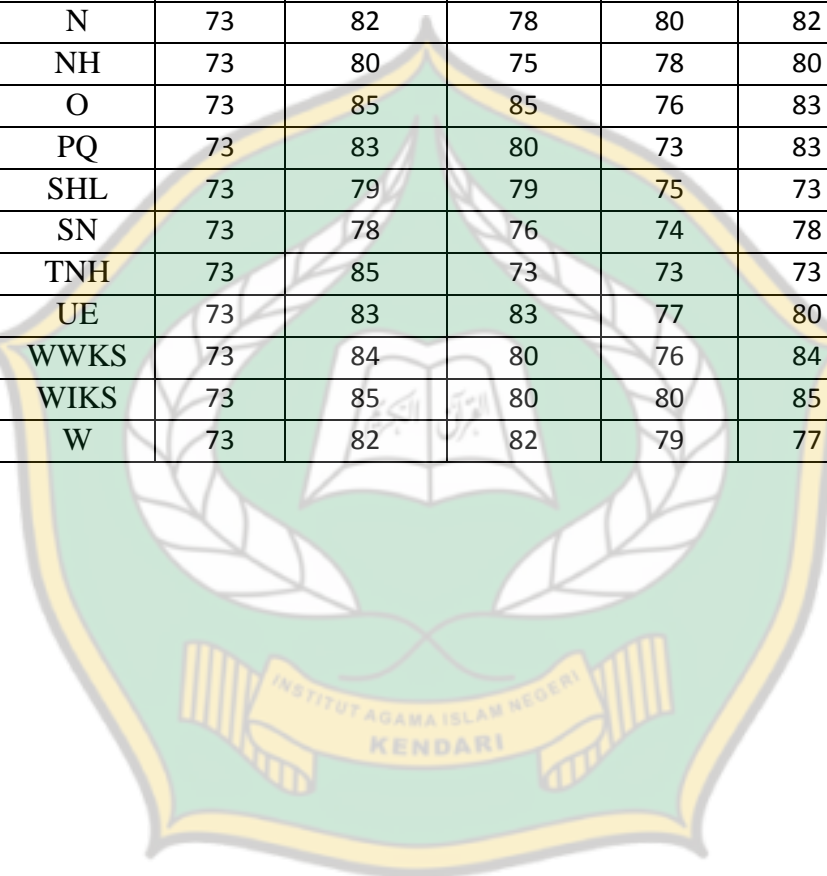 N 73 82 78 80 82
NH 73 80 75 78 80
O 73 85 85 76 83
PQ 73 83 80 73 83
SHL 73 79 79 75 73
SN 73 78 76 74 78
TNH 73 85 73 73 73
UE 73 83 83 77 80
WWKS 73 84 80 76 84
WIKS 73 85 80 80 85
W 73 82 82 79 77
INSTITUT AGAMA ISLAM NEGERI
KENDARI